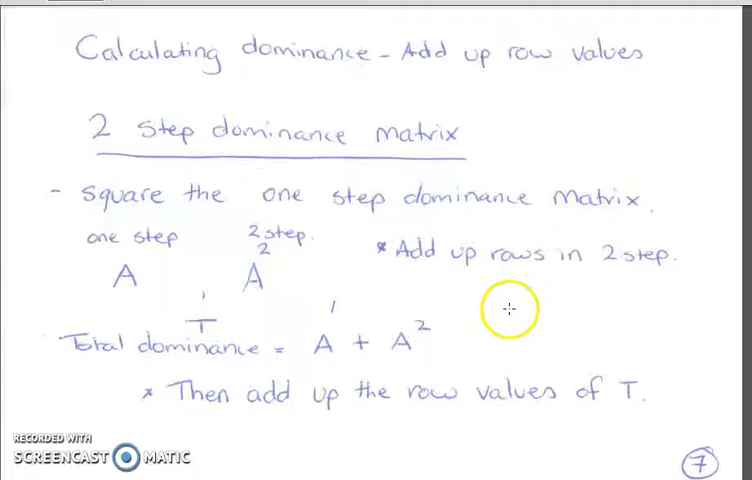 Calculating dominance - Add up row values
2 step dominance matrix
- Square the one step dominance matrix.
one step 2 step.
A , A² * Add up rows in 2 step.
T
Total dominance = A + A²
* Then add up the row values of T.
RECORDED WITH
SCREENCAST MATIC
7